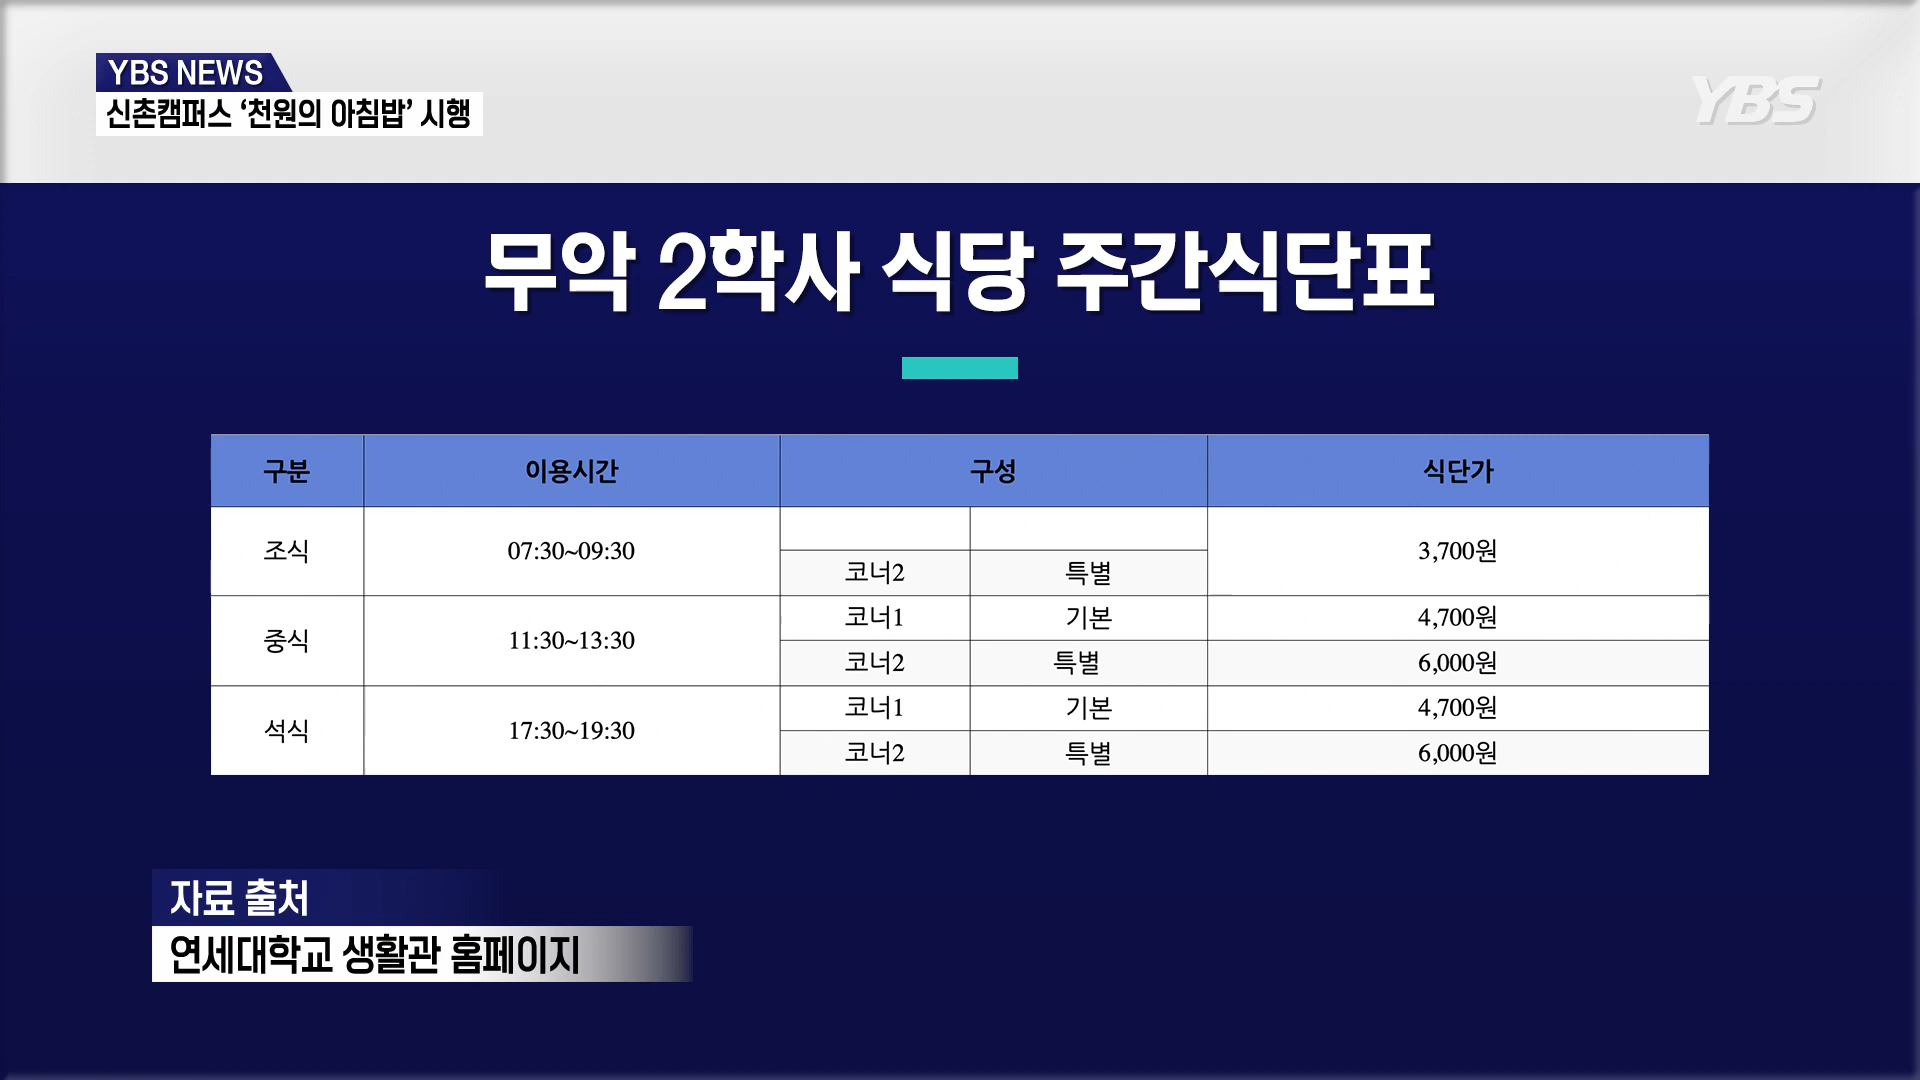 YBS NEWS
신촌캠퍼스 ‘천원의 아침밥’ 시행
YBS
무악 2학사 식당 주간식단표
구분 이용시간 구성 식단가
조식 07:30~09:30 3,700원
코너2 특별
중식 11:30~13:30 코너1 기본 4,700원
코너2 특별 6,000원
석식 17:30~19:30 코너1 기본 4,700원
코너2 특별 6,000원
자료 출처
연세대학교 생활관 홈페이지